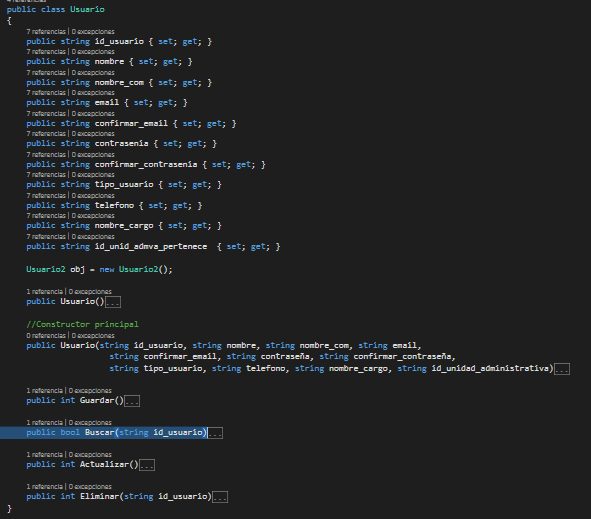 4 referencias
public class Usuario
{
7 referencias | 0 excepciones
public string id_usuario { set; get; }
7 referencias | 0 excepciones
public string nombre { set; get; }
7 referencias | 0 excepciones
public string nombre_com { set; get; }
7 referencias | 0 excepciones
public string email { set; get; }
7 referencias | 0 excepciones
public string confirmar_email { set; get; }
7 referencias | 0 excepciones
public string contrasenia { set; get; }
7 referencias | 0 excepciones
public string confirmar_contrasenia { set; get; }
7 referencias | 0 excepciones
public string tipo_usuario { set; get; }
7 referencias | 0 excepciones
public string telefono { set; get; }
7 referencias | 0 excepciones
public string nombre_cargo { set; get; }
7 referencias | 0 excepciones
public string id_unid_admva_pertenece { set; get; }
Usuario2 obj = new Usuario2();
1 referencia | 0 excepciones
public Usuario()...
//Constructor principal
0 referencias | 0 excepciones
public Usuario(string id_usuario, string nombre, string nombre_com, string email,
string confirmar_email, string contraseña, string confirmar_contraseña,
string tipo_usuario, string telefono, string nombre_cargo, string id_unidad_administrativa)...
1 referencia | 0 excepciones
public int Guardar()...
1 referencia | 0 excepciones
public bool Buscar(string id_usuario)...
1 referencia | 0 excepciones
public int Actualizar()...
1 referencia | 0 excepciones
public int Eliminar(string id_usuario)...
}